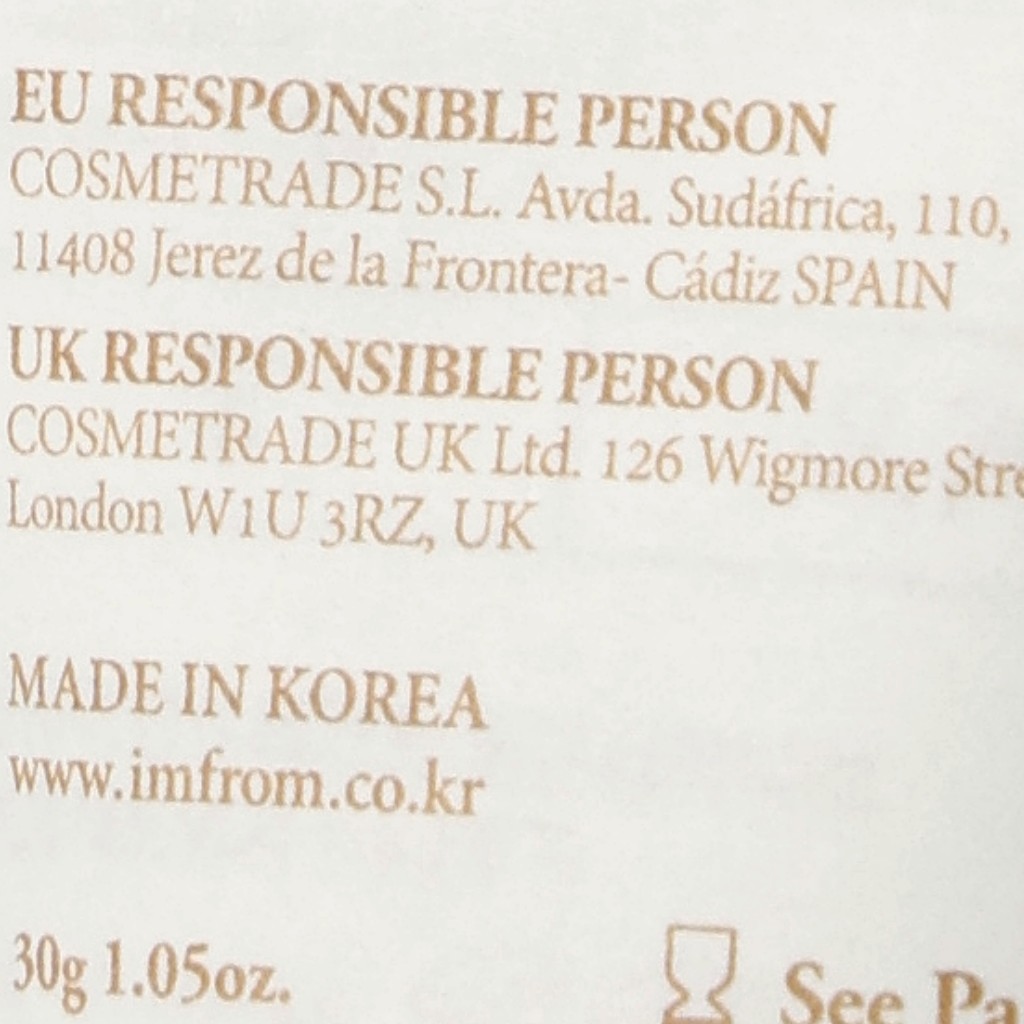 EU RESPONSIBLE PERSON
COSMETRADE S.L. Avda. Sudáfrica, 110,
11408 Jerez de la Frontera- Cádiz SPAIN
UK RESPONSIBLE PERSON
COSMETRADE UK Ltd. 126 Wigmore
London W1U 3RZ, UK
MADE IN KOREA
www.imfrom.co.kr
30g 1.05oz.
See